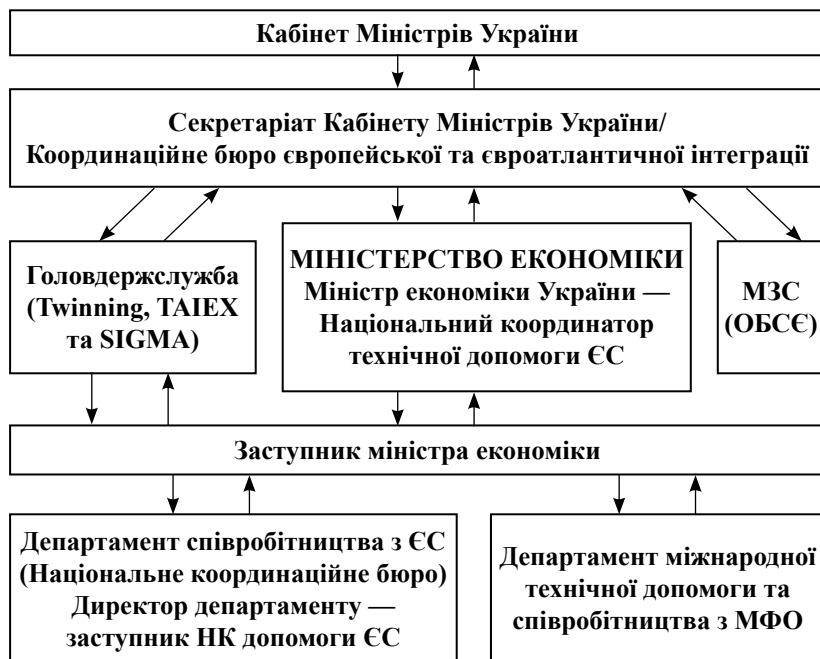 Кабінет Міністрів України
Секретаріат Кабінету Міністрів України/
Координаційне бюро європейської та євроатлантичної інтеграції
Головдержслужба
(Twinning, TAIEX
та SIGMA)
МІНІСТЕРСТВО ЕКОНОМІКИ
Міністр економіки України —
Національний координатор
технічної допомоги ЄС
МЗС
(ОБСЄ)
Заступник міністра економіки
Департамент співробітництва з ЄС
(Національне координаційне бюро)
Директор департаменту —
заступник НК допомоги ЄС
Департамент міжнародної
технічної допомоги та
співробітництва з МФО